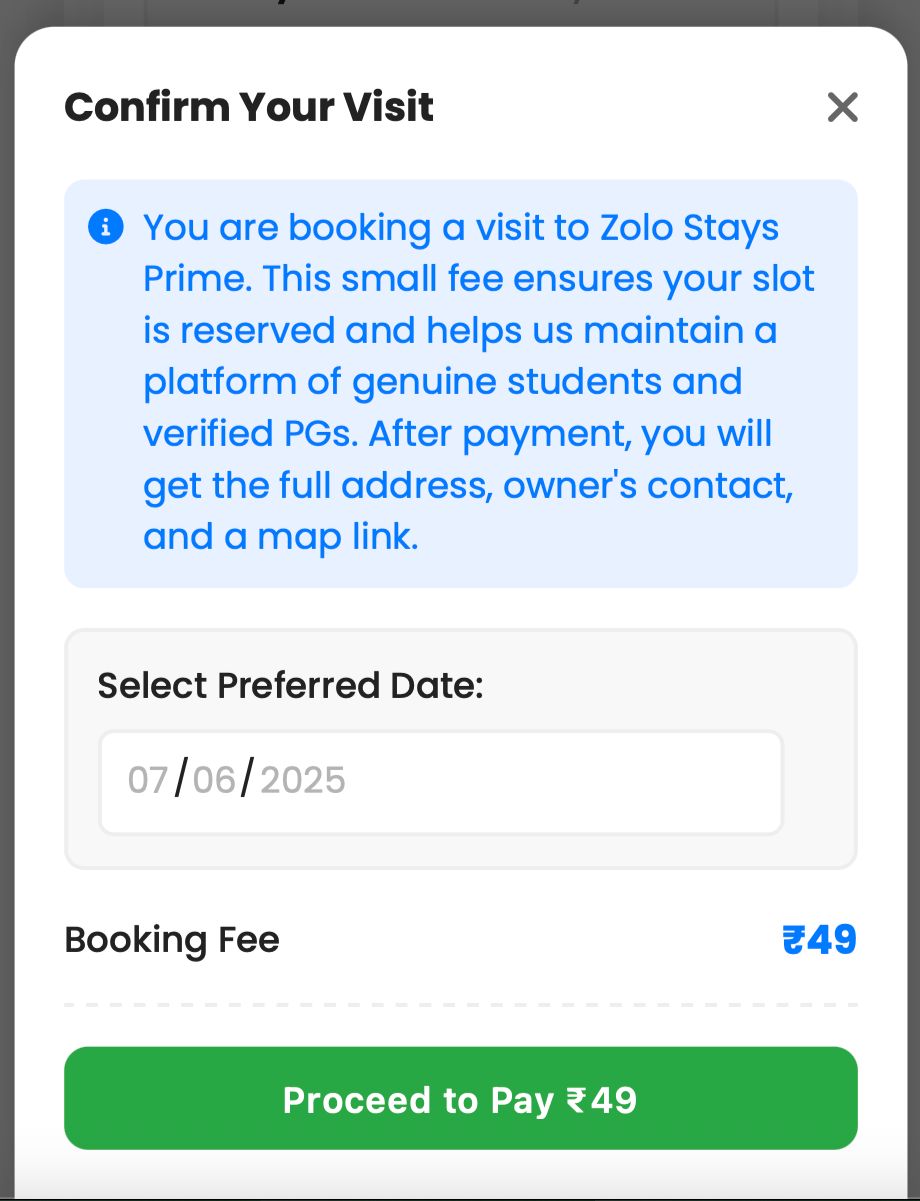 Confirm Your Visit
You are booking a visit to Zolo Stays
Prime. This small fee ensures your slot
is reserved and helps us maintain a
platform of genuine students and
verified PGs. After payment, you will
get the full address, owner's contact,
and a map link.
Select Preferred Date:
07/06/2025
Booking Fee
₹49
Proceed to Pay ₹49